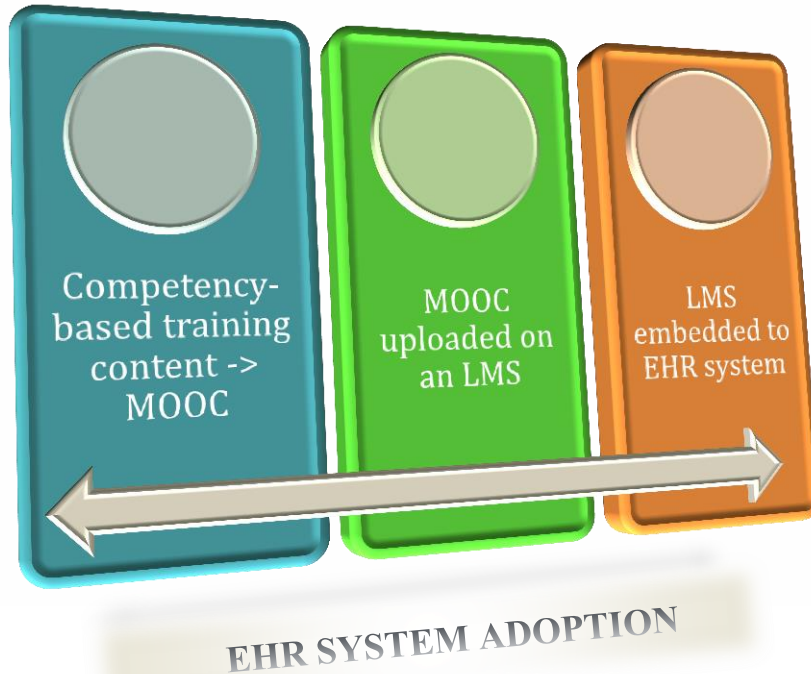 Competency-
based training
content ->
MOOC
MOOC
uploaded on
an LMS
LMS
embedded to
EHR system
EHR SYSTEM ADOPTION